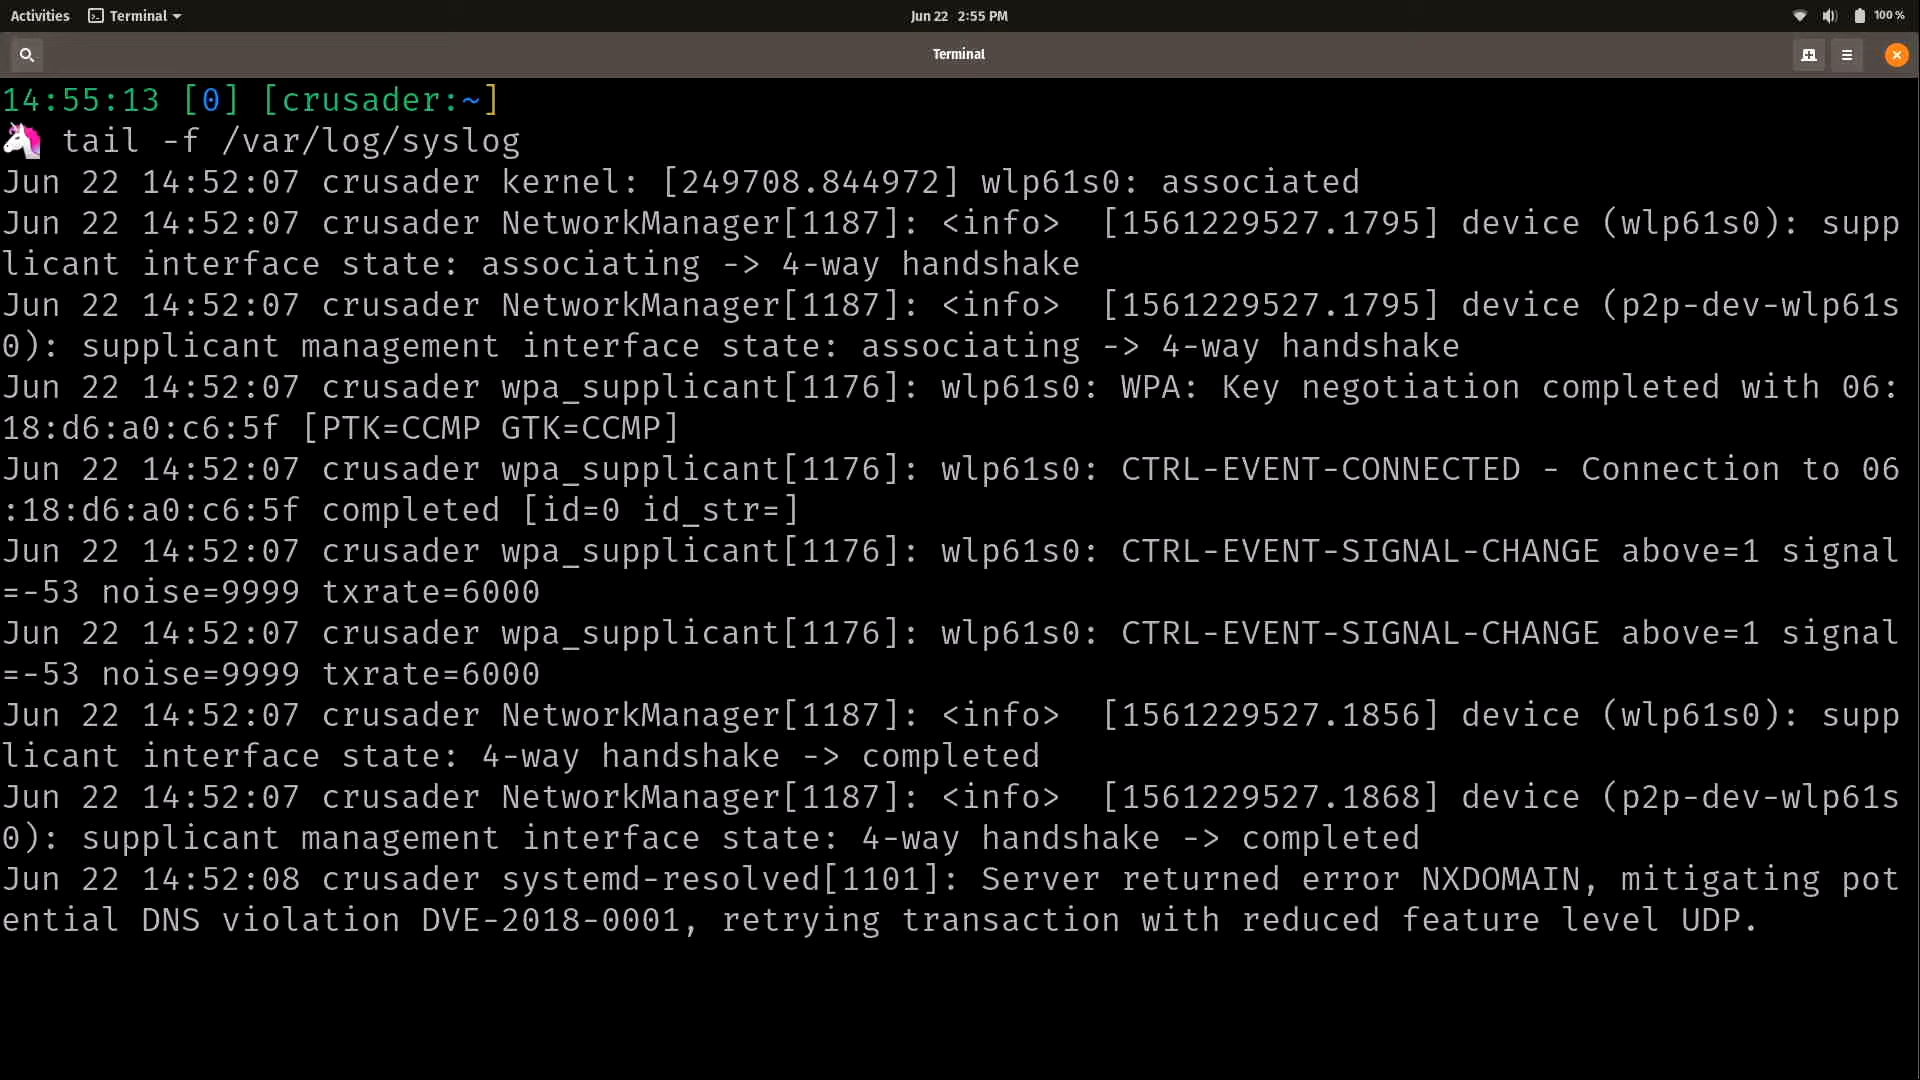 Activities Terminal Jun 22 2:55 PM 100 %
Terminal
14:55:13 [0] [crusader:~]
tail -f /var/log/syslog
Jun 22 14:52:07 crusader kernel: [249708.844972] wlp61s0: associated
Jun 22 14:52:07 crusader NetworkManager[1187]: <info>  [1561229527.1795] device (wlp61s0): supp
licant interface state: associating -> 4-way handshake
Jun 22 14:52:07 crusader NetworkManager[1187]: <info>  [1561229527.1795] device (p2p-dev-wlp61s
0): supplicant management interface state: associating -> 4-way handshake
Jun 22 14:52:07 crusader wpa_supplicant[1176]: wlp61s0: WPA: Key negotiation completed with 06:
18:d6:a0:c6:5f [PTK=CCMP GTK=CCMP]
Jun 22 14:52:07 crusader wpa_supplicant[1176]: wlp61s0: CTRL-EVENT-CONNECTED - Connection to 06
:18:d6:a0:c6:5f completed [id=0 id_str=]
Jun 22 14:52:07 crusader wpa_supplicant[1176]: wlp61s0: CTRL-EVENT-SIGNAL-CHANGE above=1 signal
=-53 noise=9999 txrate=6000
Jun 22 14:52:07 crusader wpa_supplicant[1176]: wlp61s0: CTRL-EVENT-SIGNAL-CHANGE above=1 signal
=-53 noise=9999 txrate=6000
Jun 22 14:52:07 crusader NetworkManager[1187]: <info>  [1561229527.1856] device (wlp61s0): supp
licant interface state: 4-way handshake -> completed
Jun 22 14:52:07 crusader NetworkManager[1187]: <info>  [1561229527.1868] device (p2p-dev-wlp61s
0): supplicant management interface state: 4-way handshake -> completed
Jun 22 14:52:08 crusader systemd-resolved[1101]: Server returned error NXDOMAIN, mitigating pot
ential DNS violation DVE-2018-0001, retrying transaction with reduced feature level UDP.